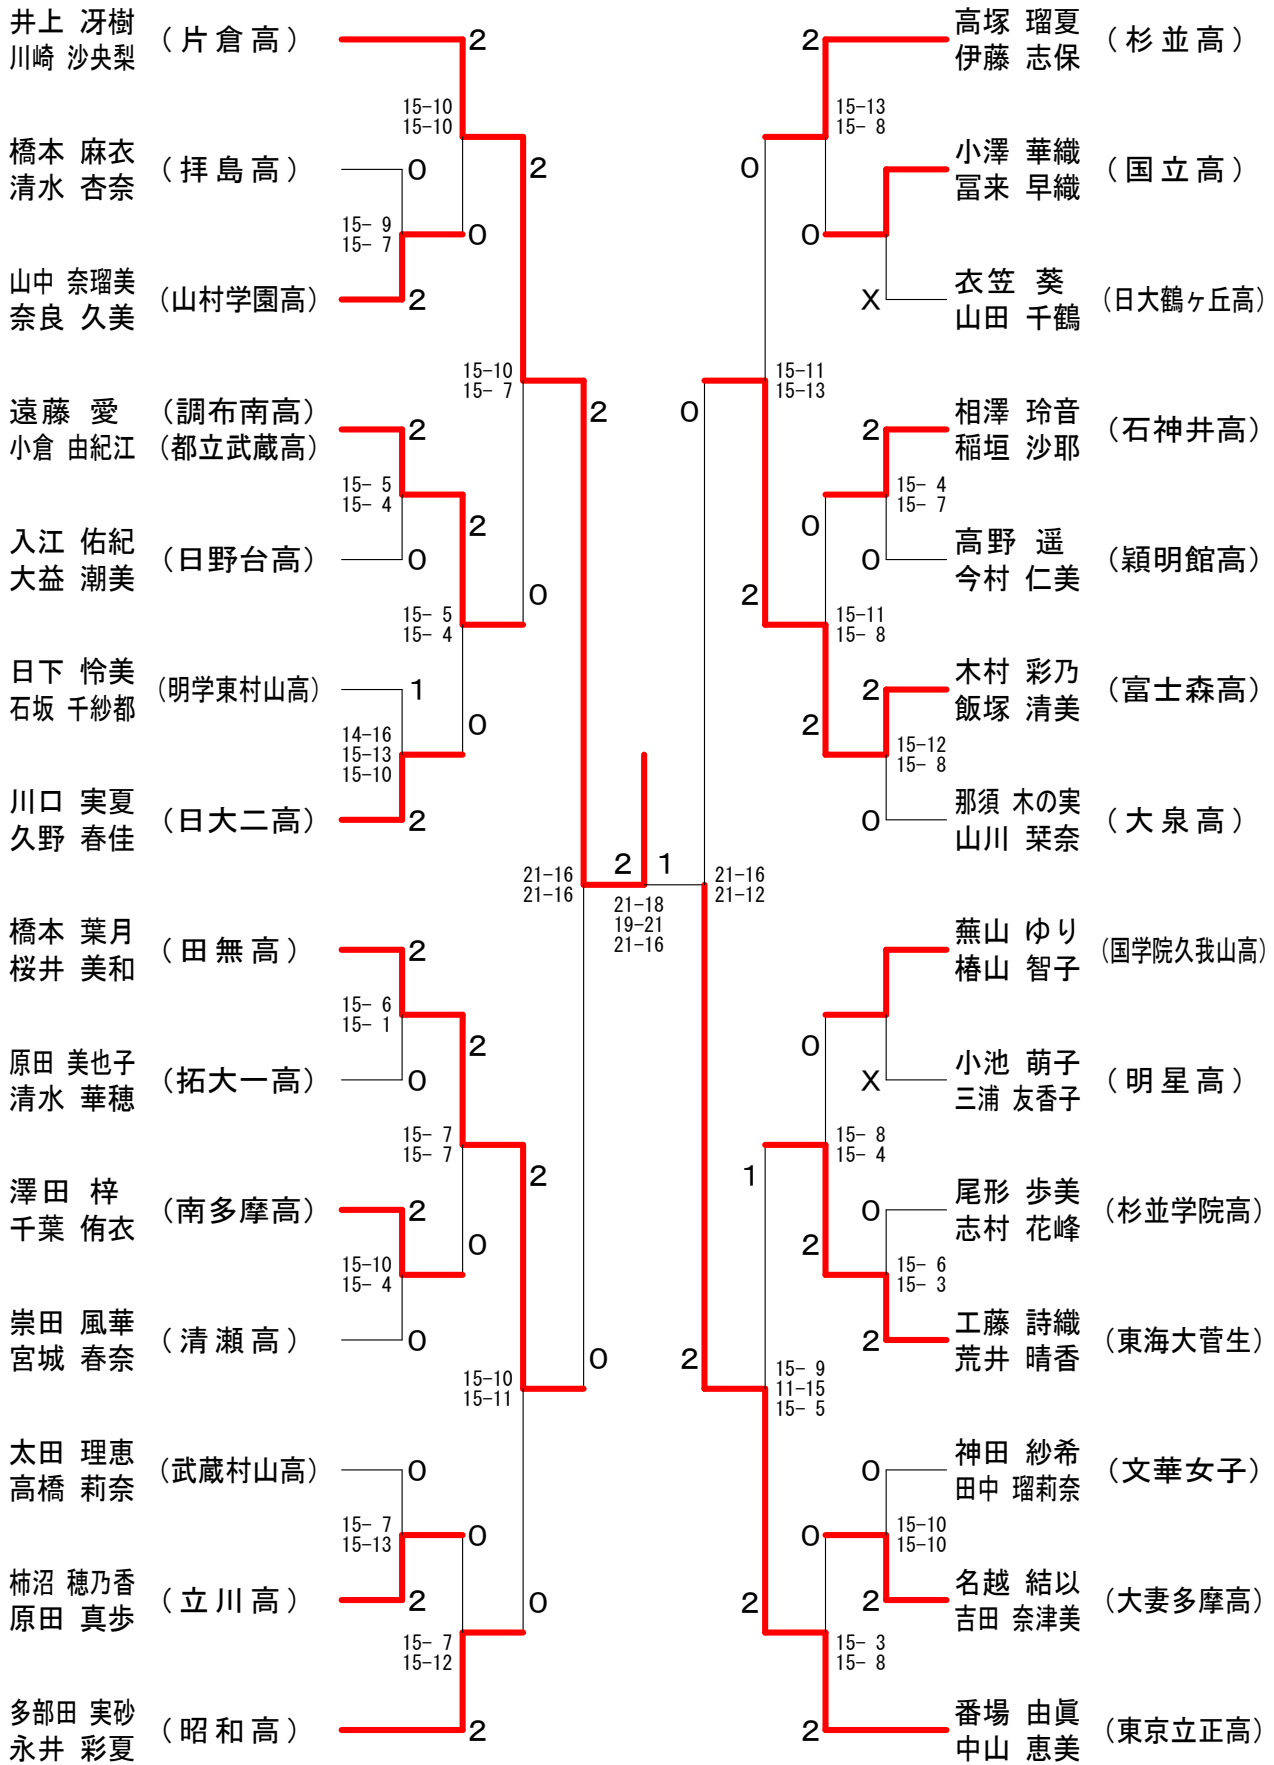 井上 冴樹
川崎 沙央梨
(片倉高)
2
15-10
15-10
橋本 麻衣
清水 杏奈
(拝島高)
0
2
15- 9
15- 7
0
山中 奈瑠美
奈良 久美
(山村学園高)
2
15-10
15- 7
遠藤 愛 (調布南高)
小倉 由紀江 (都立武蔵高)
2
2
15- 5
15- 4
2
入江 佑紀
大益 潮美
(日野台高)
0
0
15- 5
15- 4
日下 怜美
石坂 千紗都
(明学東村山高)
1
0
14-16
15-13
15-10
川口 実夏
久野 春佳
(日大二高)
2
21-16
21-16
橋本 葉月
桜井 美和
(田無高)
2
15- 6
15- 1
2
原田 美也子
清水 華穂
(拓大一高)
0
15- 7
15- 7
2
澤田 梓
千葉 侑衣
(南多摩高)
2
0
15-10
15- 4
崇田 風華
宮城 春奈
(清瀬高)
0
0
15-10
15-11
太田 理恵
高橋 莉奈
(武蔵村山高)
0
15- 7
15-13
0
柿沼 穂乃香
原田 真歩
(立川高)
2
0
15- 7
15-12
多部田 実砂
永井 彩夏
(昭和高)
2
2 1
21-18
19-21
21-16
高塚 瑠夏
伊藤 志保
(杉並高)
2
15-13
15- 8
小澤 華織
冨来 早織
(国立高)
0
0
衣笠 葵
山田 千鶴
(日大鶴ヶ丘高)
X
15-11
15-13
0
相澤 玲音
稲垣 沙耶
(石神井高)
2
15- 4
15- 7
0
高野 遥
今村 仁美
(穎明館高)
0
2
15-11
15- 8
木村 彩乃
飯塚 清美
(富士森高)
2
2
15-12
15- 8
那須 木の実
山川 栞奈
(大泉高)
0
21-16
21-12
蕪山 ゆり
椿山 智子
(国学院久我山高)
0
小池 萌子
三浦 友香子
(明星高)
X
15- 8
15- 4
1
尾形 歩美
志村 花峰
(杉並学院高)
0
2
15- 6
15- 3
工藤 詩織
荒井 晴香
(東海大菅生)
2
2
15- 9
11-15
15- 5
神田 紗希
田中 瑠莉奈
(文華女子)
0
15-10
15-10
0
名越 結以
吉田 奈津美
(大妻多摩高)
2
2
15- 3
15- 8
番場 由眞
中山 恵美
(東京立正高)
2